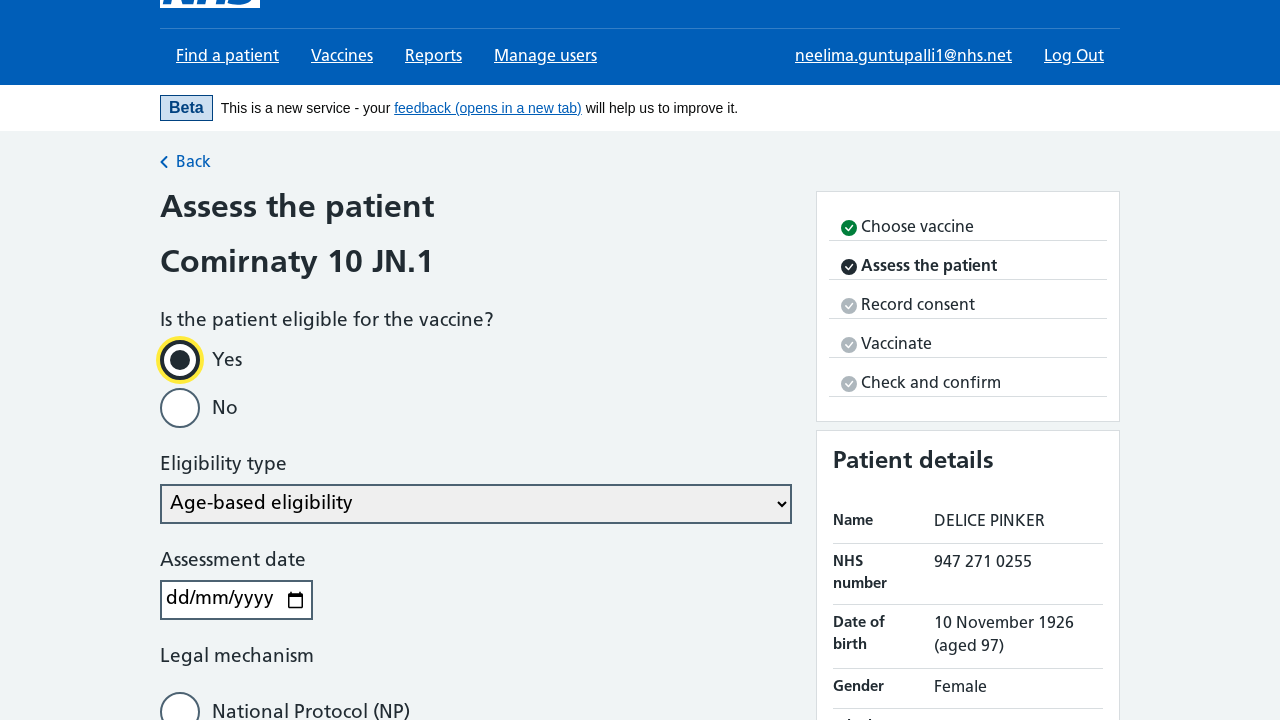 NHS
Find a patient
Vaccines
Reports
Manage users
neelima.guntupalli1@nhs.net
Log Out
Beta
This is a new service - your feedback (opens in a new tab) will help us to improve it.
Back
Assess the patient
Comirnaty 10 JN.1
Is the patient eligible for the vaccine?
Yes
No
Eligibility type
Age-based eligibility
Assessment date
dd/mm/yyyy
Legal mechanism
National Protocol (NP)
Choose vaccine
Assess the patient
Record consent
Vaccinate
Check and confirm
Patient details
Name DELICE PINKER
NHS number 947 271 0255
Date of birth 10 November 1926 (aged 97)
Gender Female